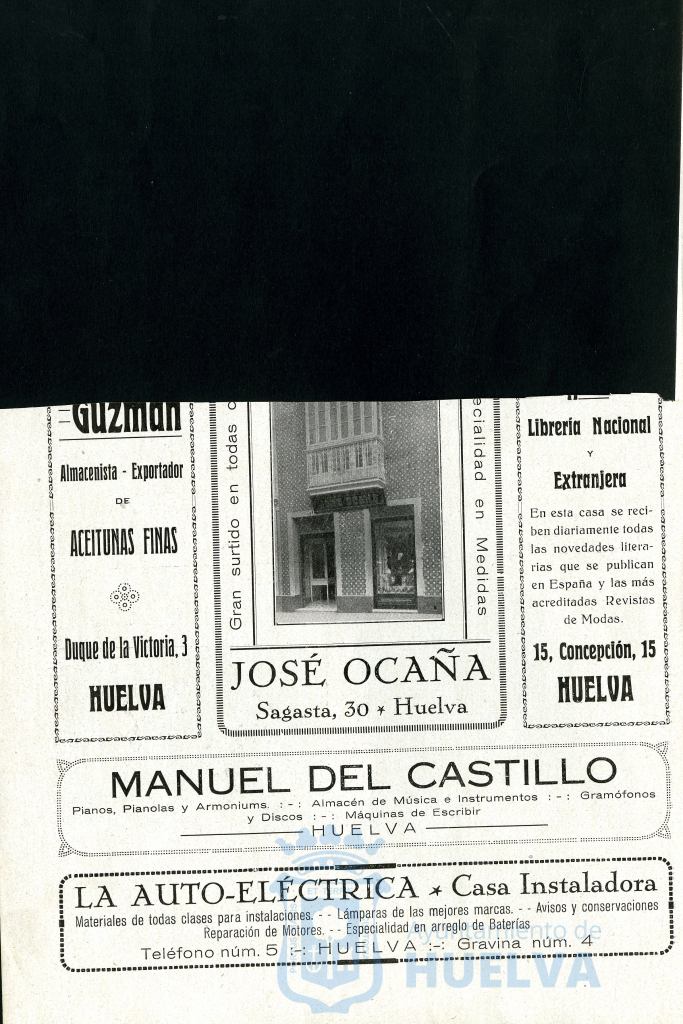 Guzmán
Almacenista - Exportador
DE
ACEITUNAS FINAS
Duque de la Victoria, 3
HUELVA
Gran surtido en todas
en Medidas
JOSÉ OCAÑA
Sagasta, 30 * Huelva
Librería Nacional
Y
Extranjera
En esta casa se reci-
ben diariamente todas
las novedades litera-
rias que se publican
en España y las más
acreditadas Revistas
de Modas.
15, Concepción, 15
HUELVA
MANUEL DEL CASTILLO
Pianos, Pianolas y Armoniums. :-: Almacén de Música e Instrumentos :-: Gramófonos
y Discos :-: Máquinas de Escribir
HUELVA
LA AUTO-ELÉCTRICA * Casa Instaladora
Materiales de todas clases para instalaciones. - - Lámparas de las mejores marcas. - - Avisos y conservaciones
Reparación de Motores. - - Especialidad en arreglo de Baterías
Teléfono núm. 5 :-: HUELVA :-: Gravina núm. 4
Ayuntamiento de
HUELVA